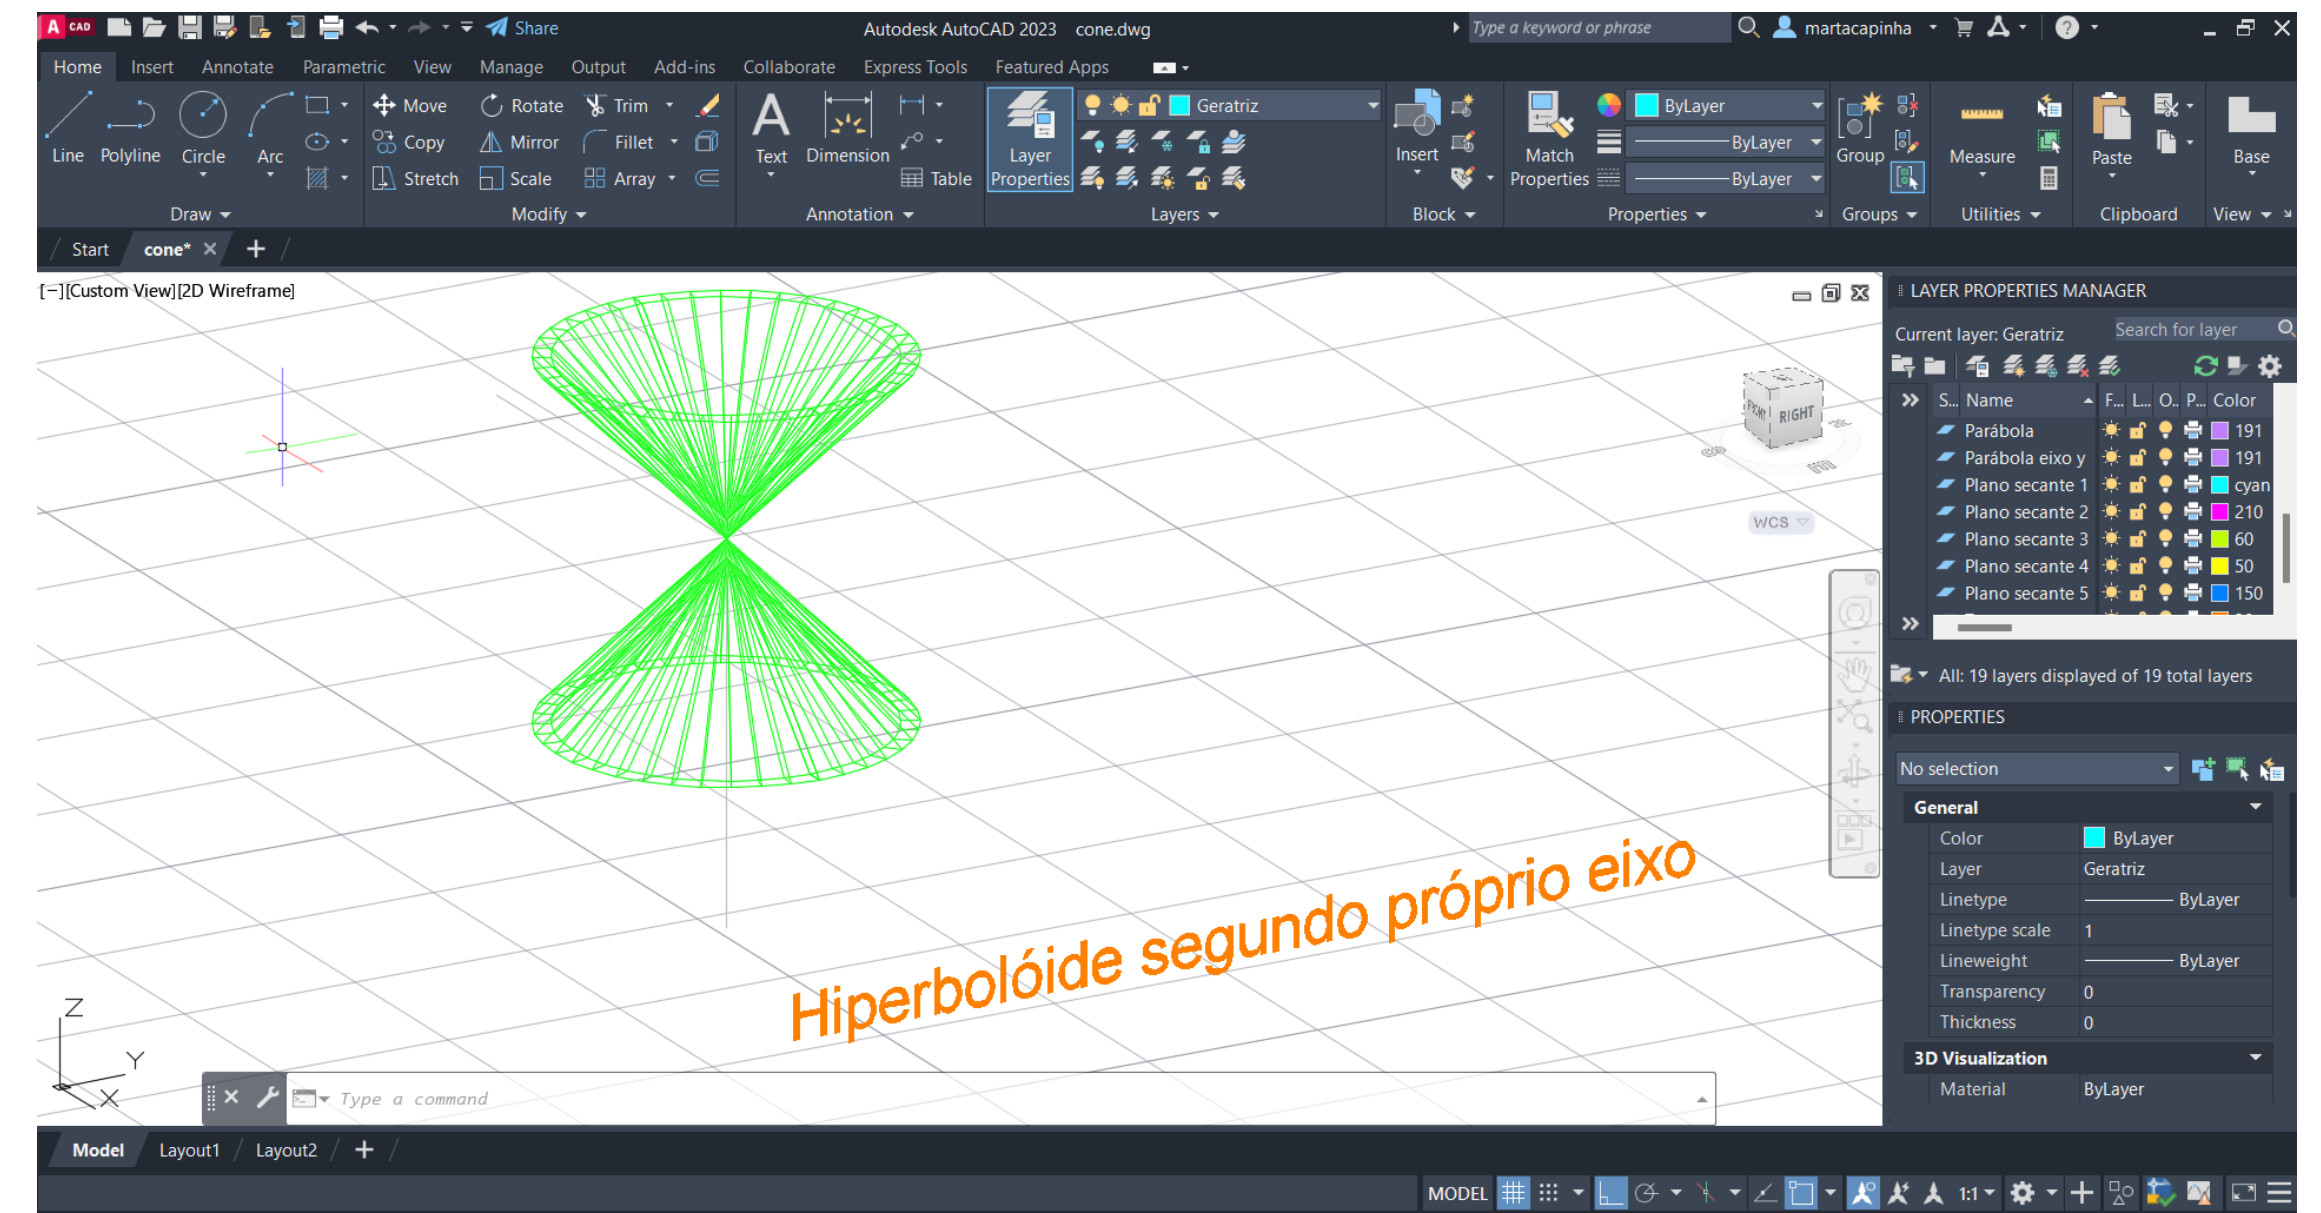 A CAD Share Autodesk AutoCAD 2023 cone.dwg Type a keyword or phrase martacapinha
Home Insert Annotate Parametric View Manage Output Add-ins Collaborate Express Tools Featured Apps
Line Polyline Circle Arc
Move Rotate Trim
Copy Mirror Fillet
Stretch Scale Array
Text Dimension Table
Layer Properties
Geratriz
Insert
Match Properties
ByLayer
ByLayer
ByLayer
Group
Measure
Paste
Base
Draw Modify Annotation Layers Block Properties Groups Utilities Clipboard View
Start cone* +
[−][Custom View][2D Wireframe]
RIGHT
WCS
Hiperbolóide segundo próprio eixo
Z
Y
X
Type a command
LAYER PROPERTIES MANAGER
Current layer: Geratriz Search for layer
S... Name F... L... O.. P... Color
Parábola 191
Parábola eixo y 191
Plano secante 1 cyan
Plano secante 2 210
Plano secante 3 60
Plano secante 4 50
Plano secante 5 150
All: 19 layers displayed of 19 total layers
PROPERTIES
No selection
General
Color ByLayer
Layer Geratriz
Linetype ByLayer
Linetype scale 1
Lineweight ByLayer
Transparency 0
Thickness 0
3D Visualization
Material ByLayer
Model Layout1 Layout2 +
MODEL 1:1